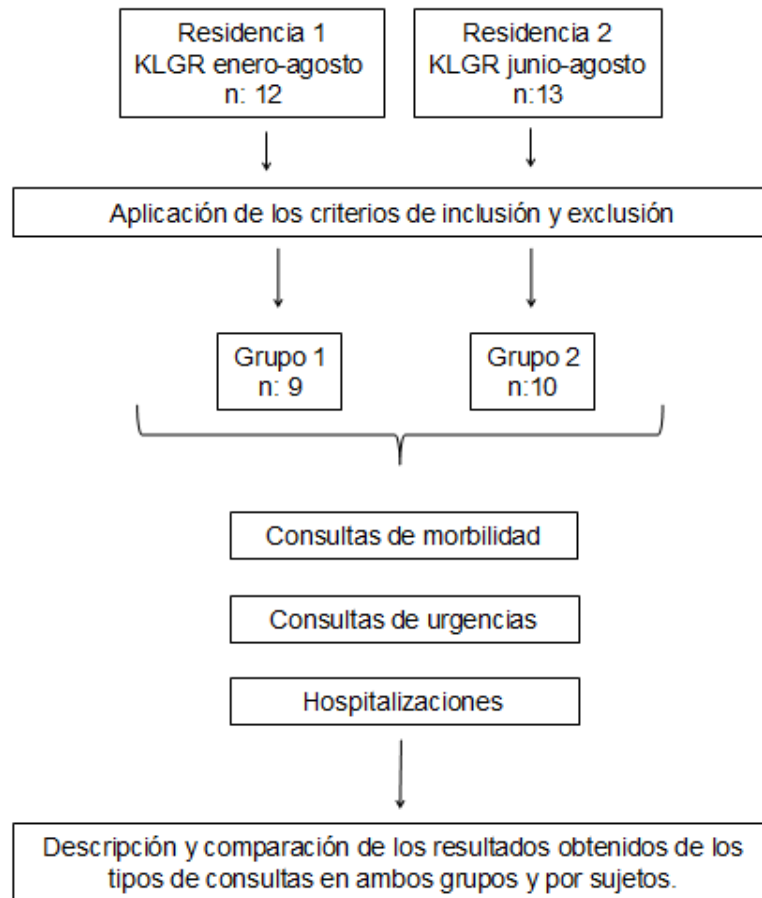 Residencia 1
KLGR enero-agosto
n: 12
Residencia 2
KLGR junio-agosto
n:13
Aplicación de los criterios de inclusión y exclusión
Grupo 1
n: 9
Grupo 2
n:10
Consultas de morbilidad
Consultas de urgencias
Hospitalizaciones
Descripción y comparación de los resultados obtenidos de los
tipos de consultas en ambos grupos y por sujetos.